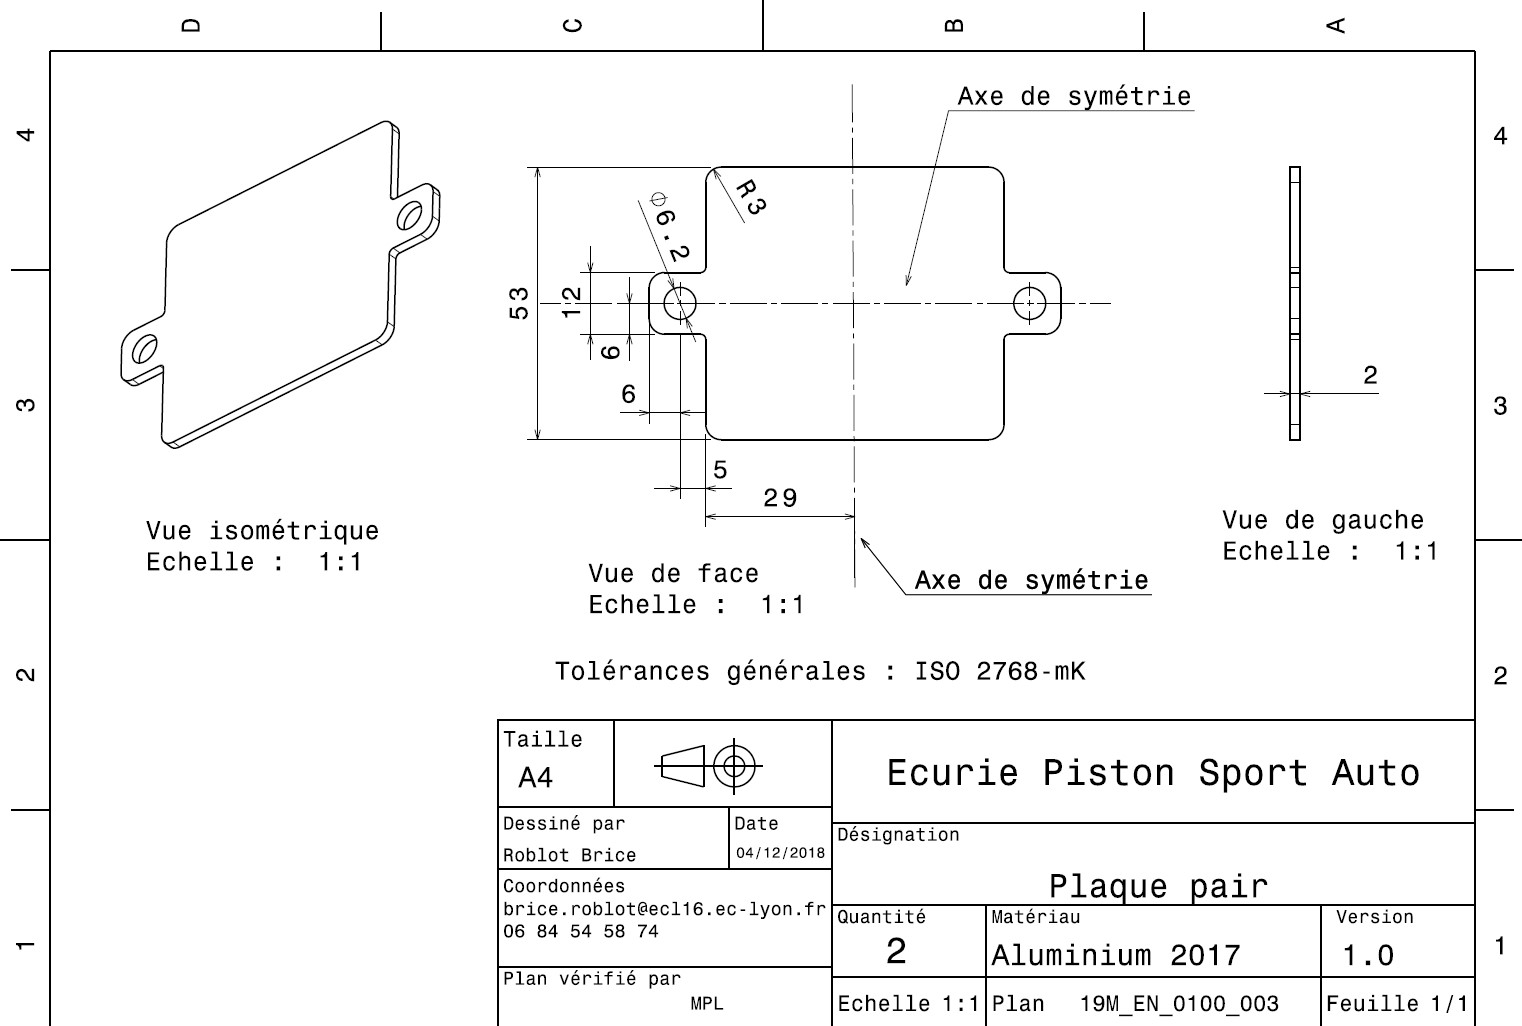 D
C
B
A
4
4
3
3
2
2
1
1
Axe de symétrie
R3
⌀6.2
53
12
6
6
5
29
2
Vue isométrique
Echelle : 1:1
Vue de face
Echelle : 1:1
Axe de symétrie
Vue de gauche
Echelle : 1:1
Tolérances générales : ISO 2768-mK
Taille
A4
Ecurie Piston Sport Auto
Dessiné par
Roblot Brice
Date
04/12/2018
Désignation
Plaque pair
Coordonnées
brice.roblot@ecl16.ec-lyon.fr
06 84 54 58 74
Quantité
2
Matériau
Aluminium 2017
Version
1.0
Plan vérifié par
MPL
Echelle 1:1
Plan 19M_EN_0100_003
Feuille 1/1